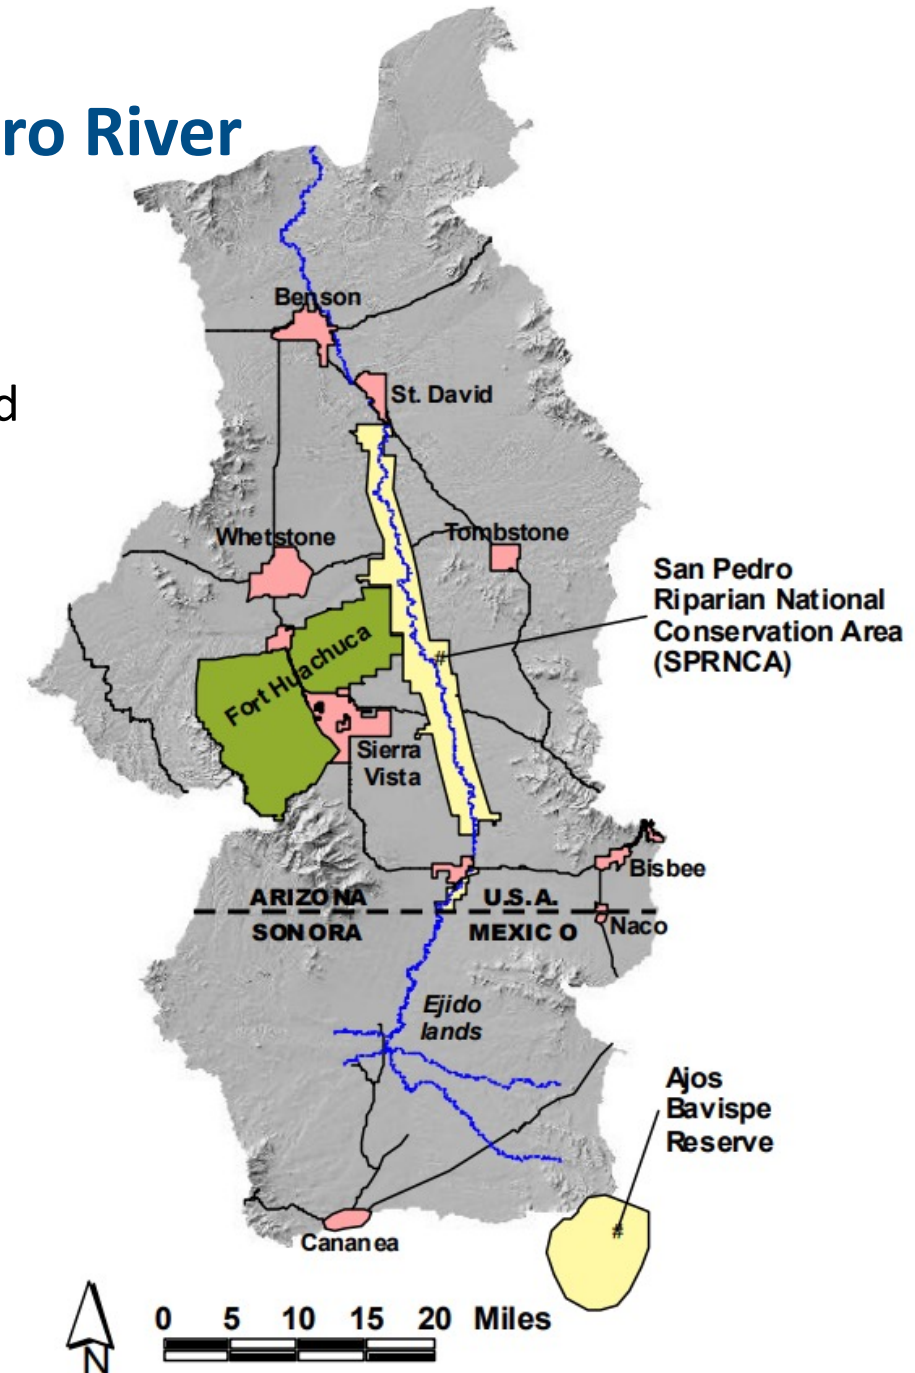 ro River
Benson
d
St. David
Whetstone
Tombstone
San Pedro
Riparian National
Conservation Area
(SPRNCA)
#
Fort Huachuca
Sierra
Vista
Bisbee
ARIZONA
U.S.A.
SONORA
MEXICO
Naco
Ejido
lands
Ajos
Bavispe
Reserve
#
Cananea
0 5 10 15 20 Miles
N